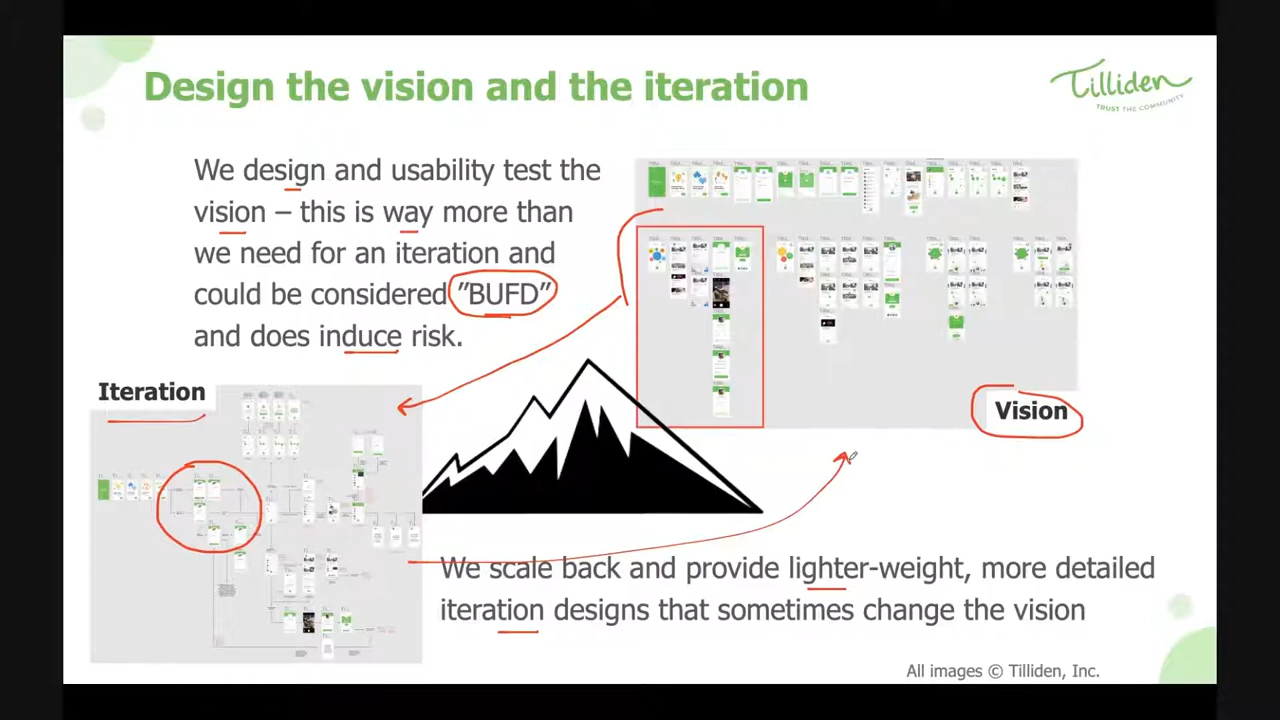 Design the vision and the iteration
Tilliden
TRUST THE COMMUNITY
We design and usability test the
vision – this is way more than
we need for an iteration and
could be considered ”BUFD”
and does induce risk.
Iteration
Vision
We scale back and provide lighter-weight, more detailed
iteration designs that sometimes change the vision
All images © Tilliden, Inc.